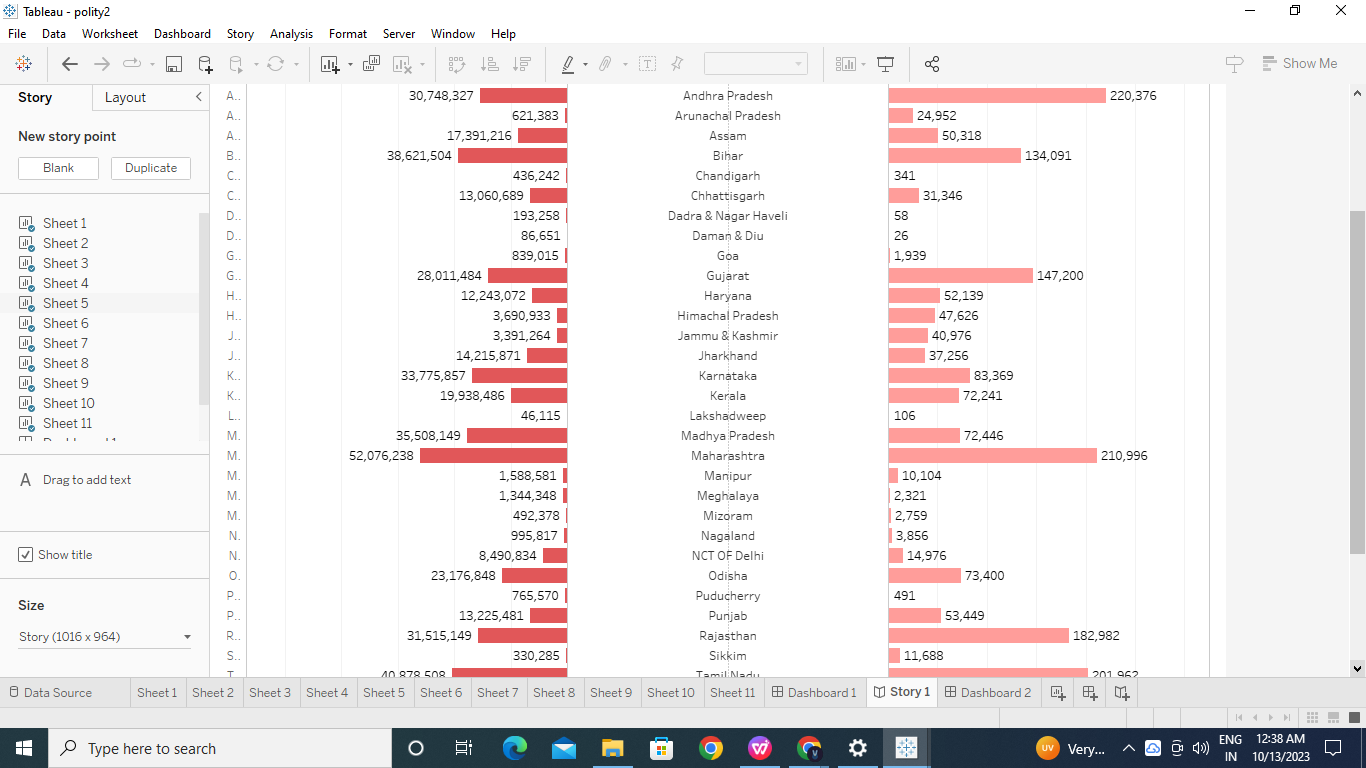 Tableau - polity2
File Data Worksheet Dashboard Story Analysis Format Server Window Help
Show Me
Story Layout
New story point
Blank Duplicate
Sheet 1
Sheet 2
Sheet 3
Sheet 4
Sheet 5
Sheet 6
Sheet 7
Sheet 8
Sheet 9
Sheet 10
Sheet 11
A Drag to add text
Show title
Size
Story (1016 x 964)
A.. 30,748,327 Andhra Pradesh 220,376
A.. 621,383 Arunachal Pradesh 24,952
A.. 17,391,216 Assam 50,318
B.. 38,621,504 Bihar 134,091
C.. 436,242 Chandigarh 341
C.. 13,060,689 Chhattisgarh 31,346
D.. 193,258 Dadra & Nagar Haveli 58
D.. 86,651 Daman & Diu 26
G.. 839,015 Goa 1,939
G.. 28,011,484 Gujarat 147,200
H.. 12,243,072 Haryana 52,139
H.. 3,690,933 Himachal Pradesh 47,626
J.. 3,391,264 Jammu & Kashmir 40,976
J.. 14,215,871 Jharkhand 37,256
K.. 33,775,857 Karnataka 83,369
K.. 19,938,486 Kerala 72,241
L.. 46,115 Lakshadweep 106
M. 35,508,149 Madhya Pradesh 72,446
M. 52,076,238 Maharashtra 210,996
M. 1,588,581 Manipur 10,104
M. 1,344,348 Meghalaya 2,321
M. 492,378 Mizoram 2,759
N. 995,817 Nagaland 3,856
N. 8,490,834 NCT OF Delhi 14,976
O. 23,176,848 Odisha 73,400
P.. 765,570 Puducherry 491
P.. 13,225,481 Punjab 53,449
R.. 31,515,149 Rajasthan 182,982
S.. 330,285 Sikkim 11,688
T.. 40,878,508 Tamil Nadu 201,962
Data Source Sheet 1 Sheet 2 Sheet 3 Sheet 4 Sheet 5 Sheet 6 Sheet 7 Sheet 8 Sheet 9 Sheet 10 Sheet 11 Dashboard 1 Story 1 Dashboard 2
Type here to search
UV Very...
ENG
IN
12:38 AM
10/13/2023